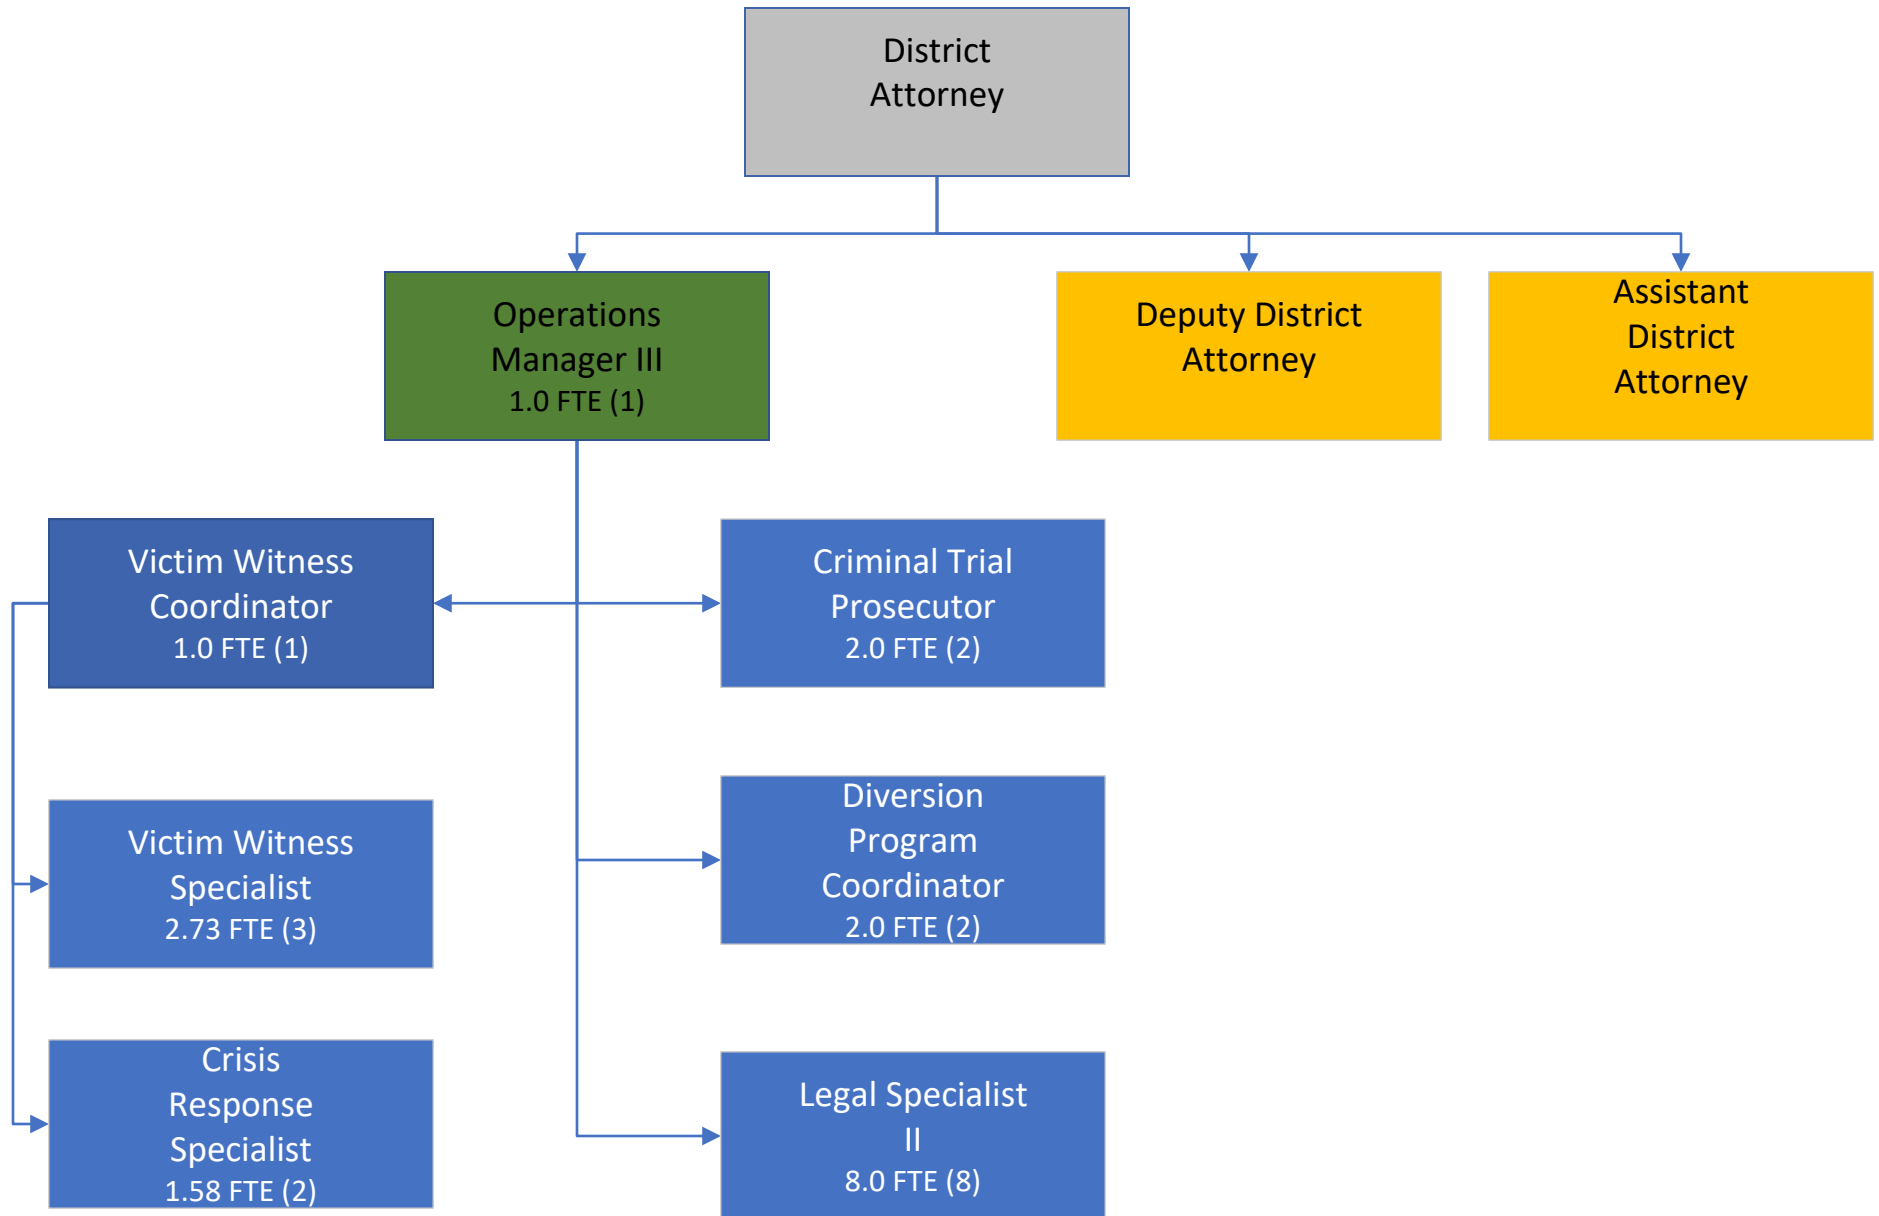 District
Attorney
Operations
Manager III
1.0 FTE (1)
Deputy District
Attorney
Assistant
District
Attorney
Victim Witness
Coordinator
1.0 FTE (1)
Criminal Trial
Prosecutor
2.0 FTE (2)
Victim Witness
Specialist
2.73 FTE (3)
Diversion
Program
Coordinator
2.0 FTE (2)
Crisis
Response
Specialist
1.58 FTE (2)
Legal Specialist
II
8.0 FTE (8)